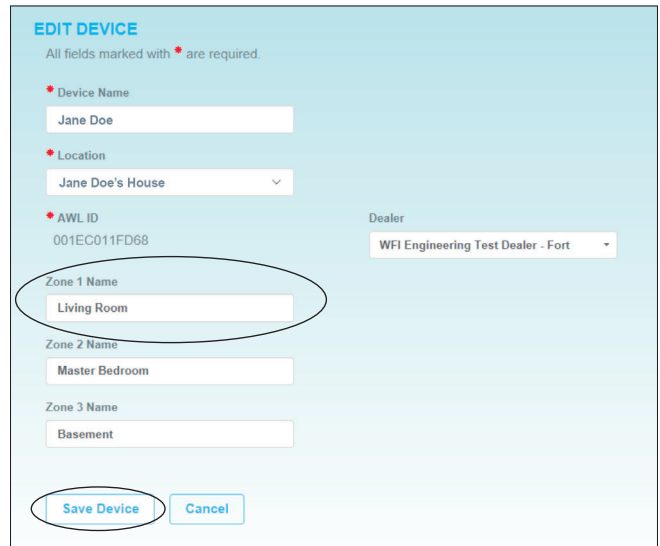 EDIT DEVICE
All fields marked with * are required.
* Device Name
Jane Doe
* Location
Jane Doe's House
* AWL ID
001EC011FD68
Dealer
WFI Engineering Test Dealer - Fort
Zone 1 Name
Living Room
Zone 2 Name
Master Bedroom
Zone 3 Name
Basement
Save Device
Cancel